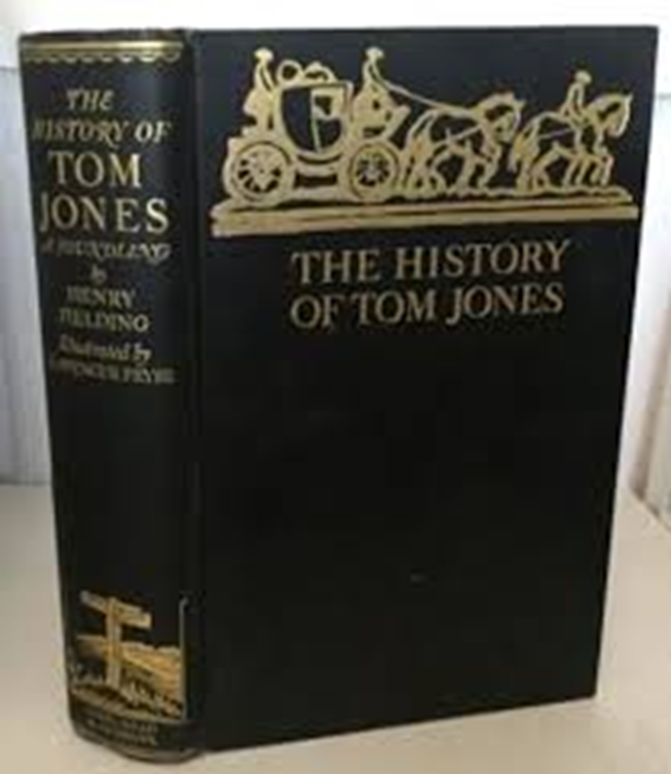 THE
HISTORY OF
TOM
JONES
A FOUNDLING
by
HENRY
FIELDING
Illustrated by
THE HISTORY
OF TOM JONES